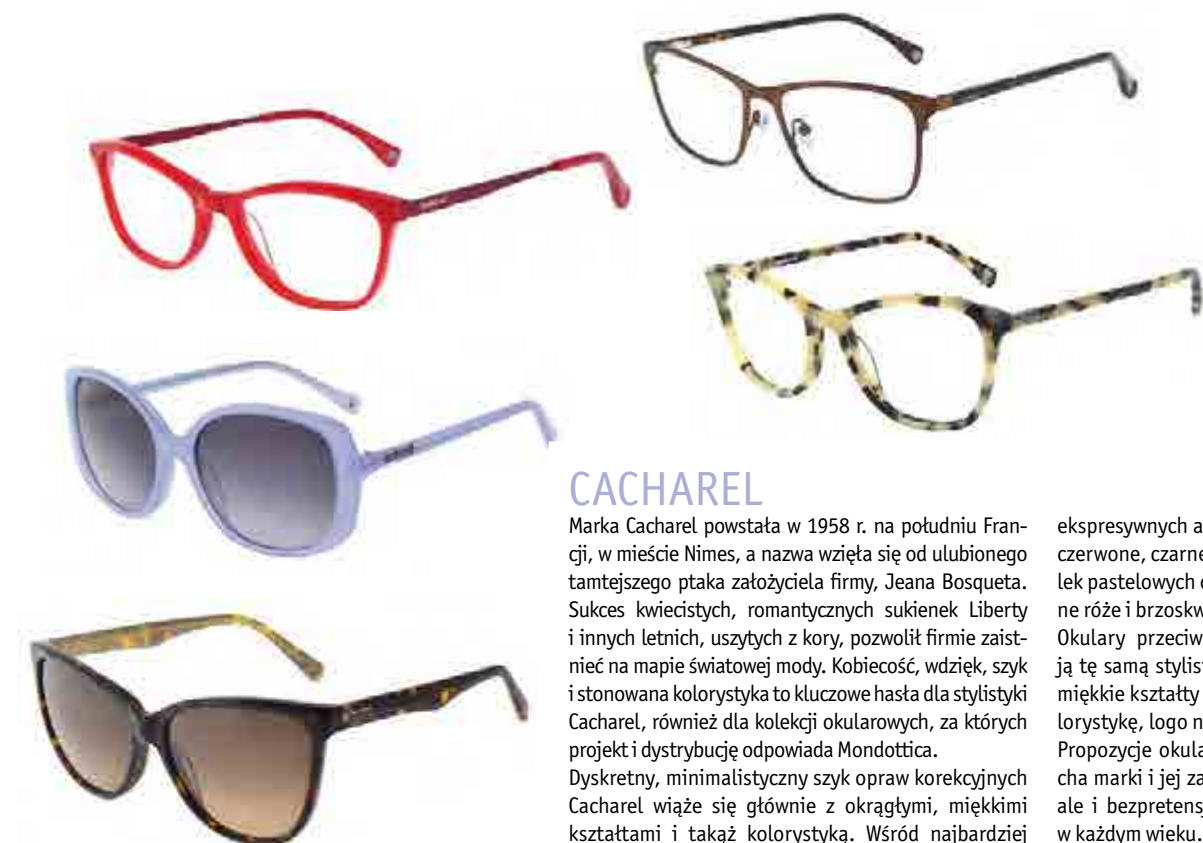 CACHAREL
Marka Cacharel powstała w 1958 r. na południu Fran-
cji, w mieście Nimes, a nazwa wzięła się od ulubionego
tamtejszego ptaka założyciela firmy, Jeana Bosqueta.
Sukces kwiecistych, romantycznych sukienek Liberty
i innych letnich, uszytych z kory, pozwolił firmie zaist-
nieć na mapie światowej mody. Kobiecość, wdzięk, szyk
i stonowana kolorystyka to kluczowe hasła dla stylistyki
Cacharel, również dla kolekcji okularowych, za których
projekt i dystrybucję odpowiada Mondottica.
Dyskretny, minimalistyczny szyk opraw korekcyjnych
Cacharel wiąże się głównie z okrągłymi, miękkimi
kształtami i takąż kolorystyką. Wśród najbardziej
ekspresywnych a
czerwone, czarne
lek pastelowych
ne róże i brzoskw
Okulary przeciw
ją tę samą stylis
miękkie kształty
lorystykę, logo n
Propozycje okula
cha marki i jej za
ale i bezpretens
w każdym wieku.